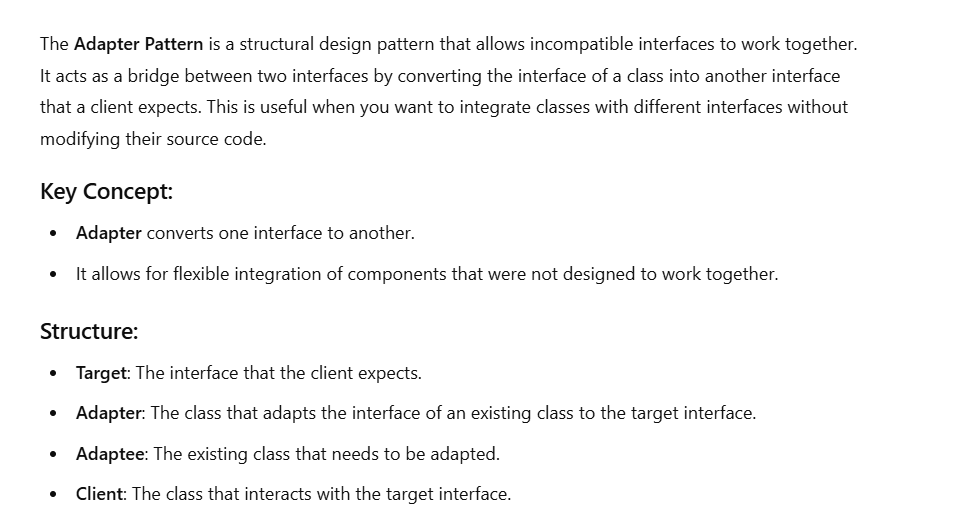 The Adapter Pattern is a structural design pattern that allows incompatible interfaces to work together.
It acts as a bridge between two interfaces by converting the interface of a class into another interface
that a client expects. This is useful when you want to integrate classes with different interfaces without
modifying their source code.
Key Concept:
• Adapter converts one interface to another.
• It allows for flexible integration of components that were not designed to work together.
Structure:
• Target: The interface that the client expects.
• Adapter: The class that adapts the interface of an existing class to the target interface.
• Adaptee: The existing class that needs to be adapted.
• Client: The class that interacts with the target interface.